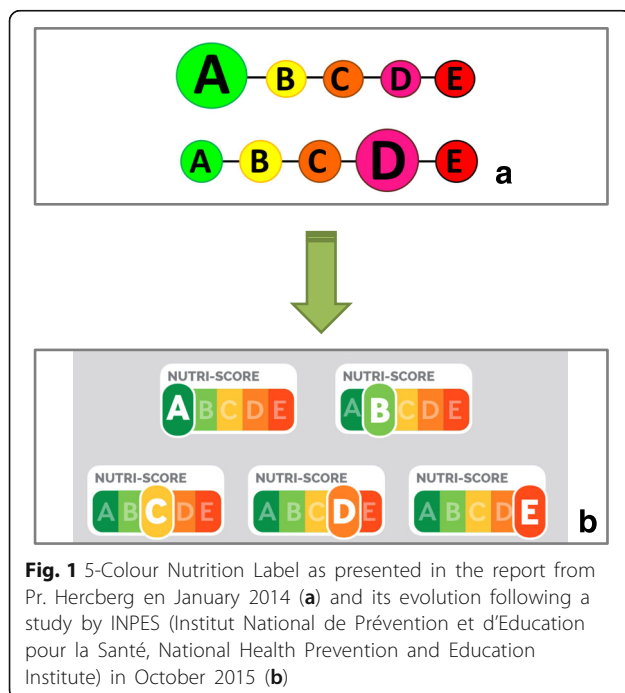 A B C D E
A B C D E
a
NUTRI-SCORE NUTRI-SCORE
A B C D E A B C D E
NUTRI-SCORE NUTRI-SCORE NUTRI-SCORE
A B C D E A B C D E A B C D E
b
Fig. 1 5-Colour Nutrition Label as presented in the report from
Pr. Hercberg en January 2014 (a) and its evolution following a
study by INPES (Institut National de Prévention et d'Education
pour la Santé, National Health Prevention and Education
Institute) in October 2015 (b)